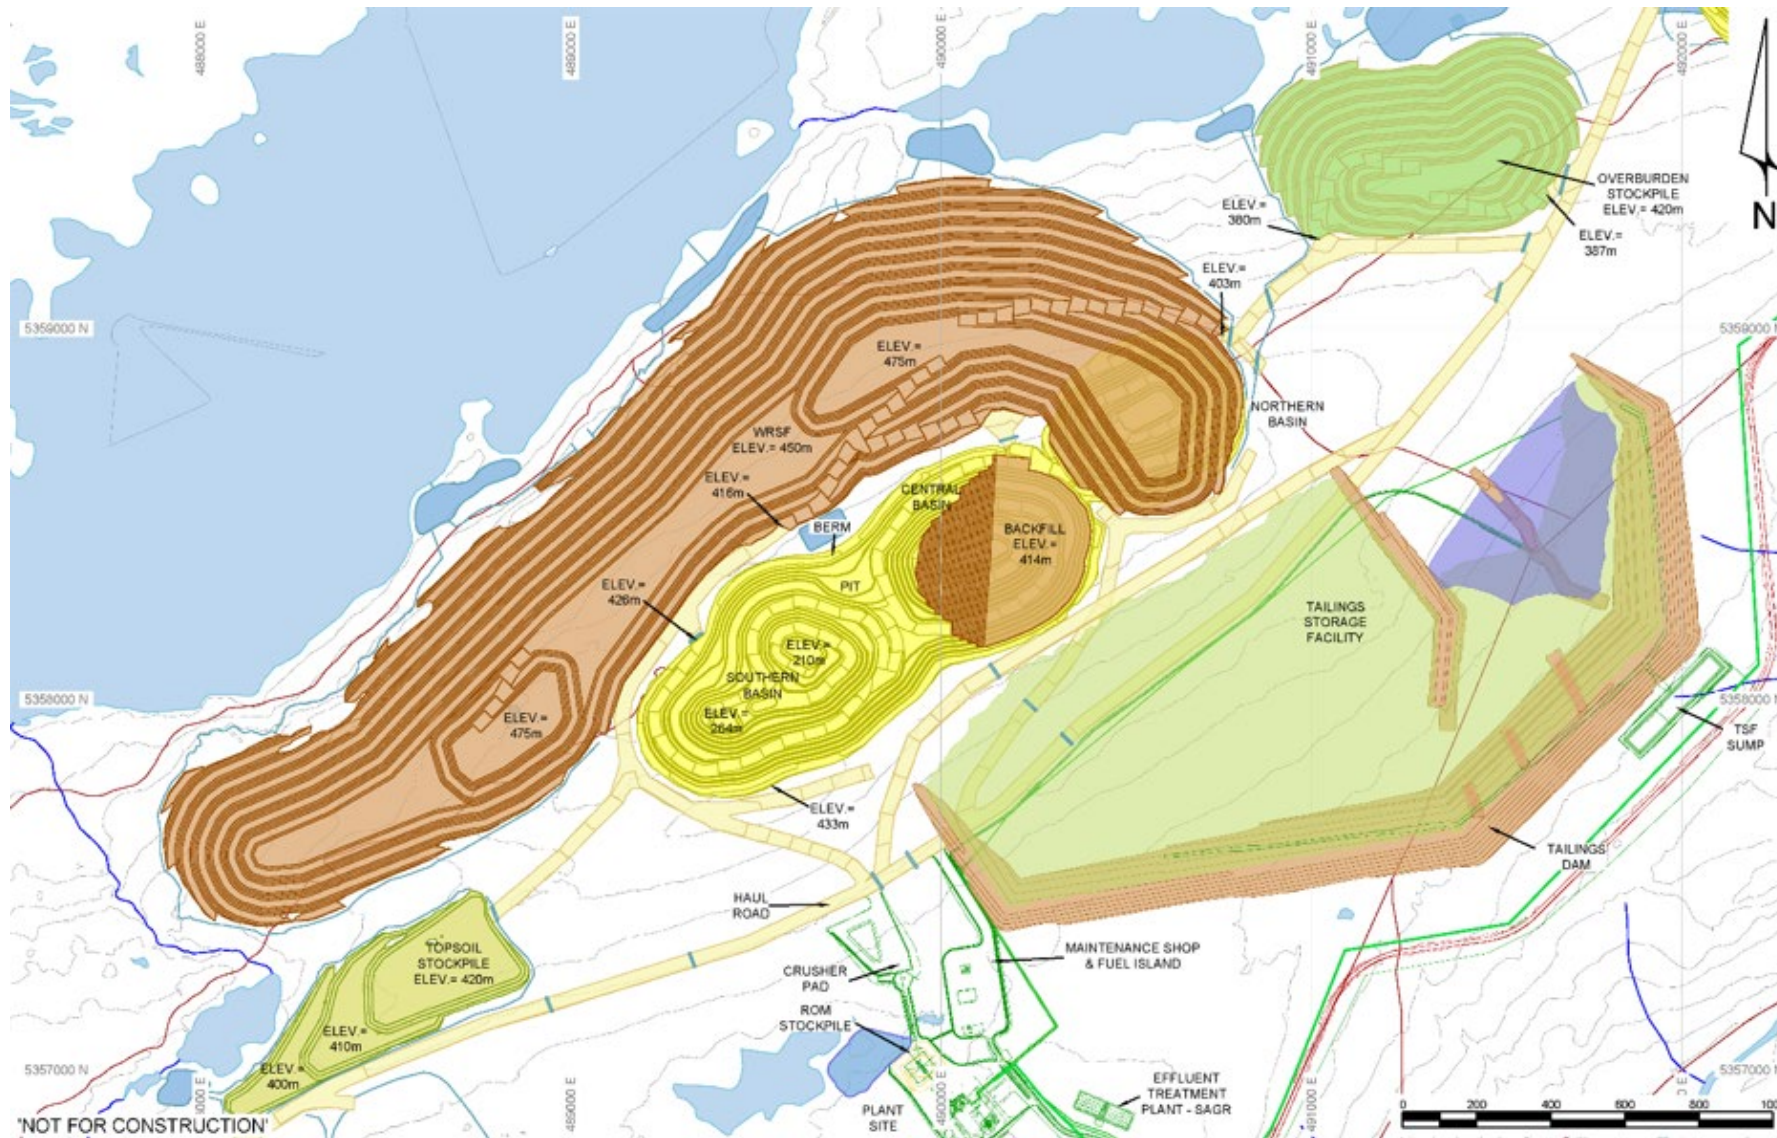 488000 E
489000 E
490000 E
491000 E
492000 E
OVERBURDEN
STOCKPILE
ELEV.= 420m
N
ELEV.=
380m
ELEV.=
387m
ELEV.=
403m
5359000 N
5359000 N
ELEV.=
475m
NORTHERN
BASIN
WRSF
ELEV.= 450m
ELEV.=
416m
CENTRAL
BASIN
BERM
BACKFILL
ELEV.=
414m
PIT
ELEV.=
426m
TAILINGS
STORAGE
FACILITY
ELEV.=
210m
SOUTHERN
BASIN
5358000 N
5358000 N
ELEV.=
264m
ELEV.=
475m
TSF
SUMP
ELEV.=
433m
TAILINGS
DAM
HAUL
ROAD
TOPSOIL
STOCKPILE
ELEV.= 420m
MAINTENANCE SHOP
& FUEL ISLAND
CRUSHER
PAD
ROM
STOCKPILE
ELEV.=
410m
ELEV.=
400m
5357000 N
5357000 N
EFFLUENT
TREATMENT
PLANT - SAGR
PLANT
SITE
489000 E
490000 E
491000 E
0 200 400 600 800 100
'NOT FOR CONSTRUCTION'